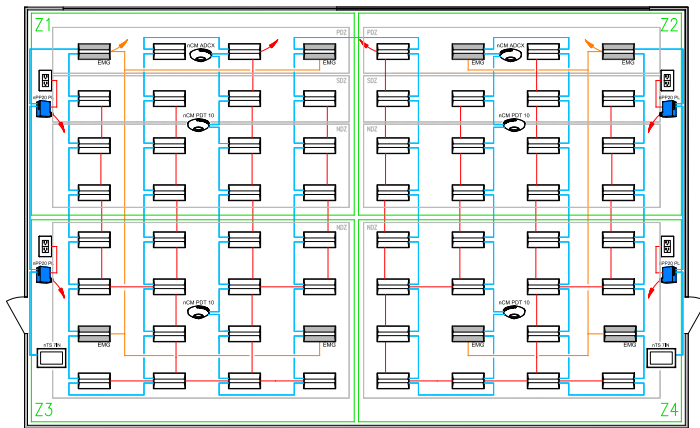 Z1
nCM ADCX
PDZ
PDZ
nCM ADCX
Z2
EMG
EMG
EMG
EMG
SDZ
SDZ
nPP20 PL
nPP20 PL
nCM PDT 10
nCM PDT 10
NDZ
NDZ
NDZ
NDZ
nPP20 PL
nPP20 PL
nCM PDT 10
nCM PDT 10
EMG
EMG
EMG
EMG
nTS 7IN
nTS 7IN
Z3
Z4